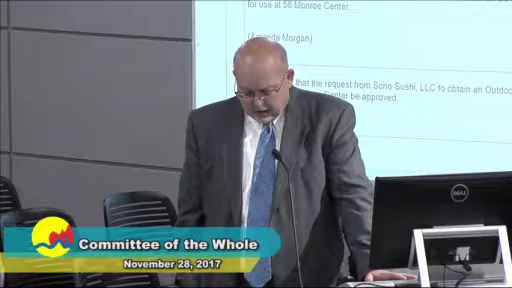 for use at 58 Monroe Center.
(Amanda Morgan)
that the request from Soho Sushi, LLC to obtain an Outdoo
Center be approved.
DELL
Committee of the Whole
November 28, 2017